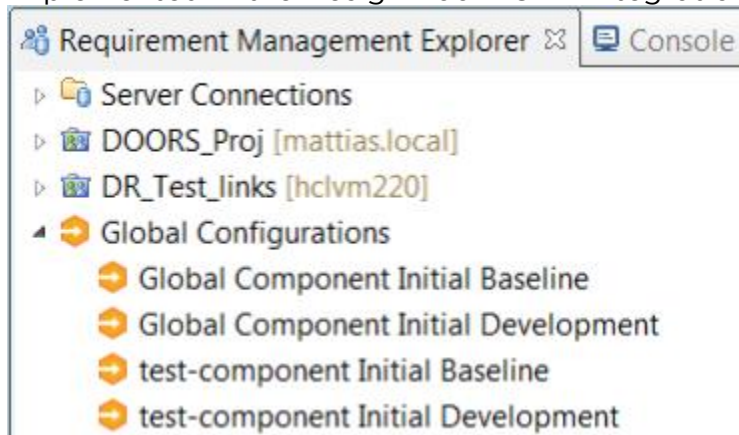 Requirement Management Explorer Console
Server Connections
DOORS_Proj [mattias.local]
DR_Test_links [hclvm220]
Global Configurations
Global Component Initial Baseline
Global Component Initial Development
test-component Initial Baseline
test-component Initial Development